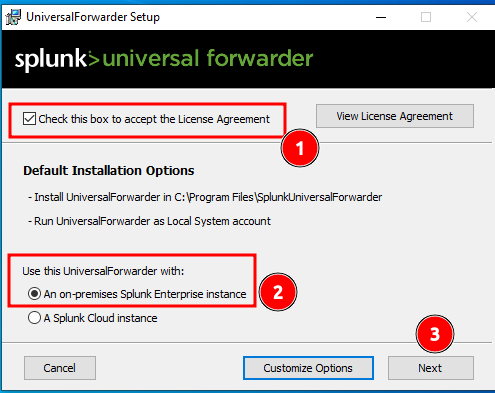 UniversalForwarder Setup
splunk> universal forwarder
Check this box to accept the License Agreement
View License Agreement
1
Default Installation Options
- Install UniversalForwarder in C:\Program Files\SplunkUniversalForwarder
- Run UniversalForwarder as Local System account
Use this UniversalForwarder with:
An on-premises Splunk Enterprise instance
2
A Splunk Cloud instance
3
Cancel
Customize Options
Next